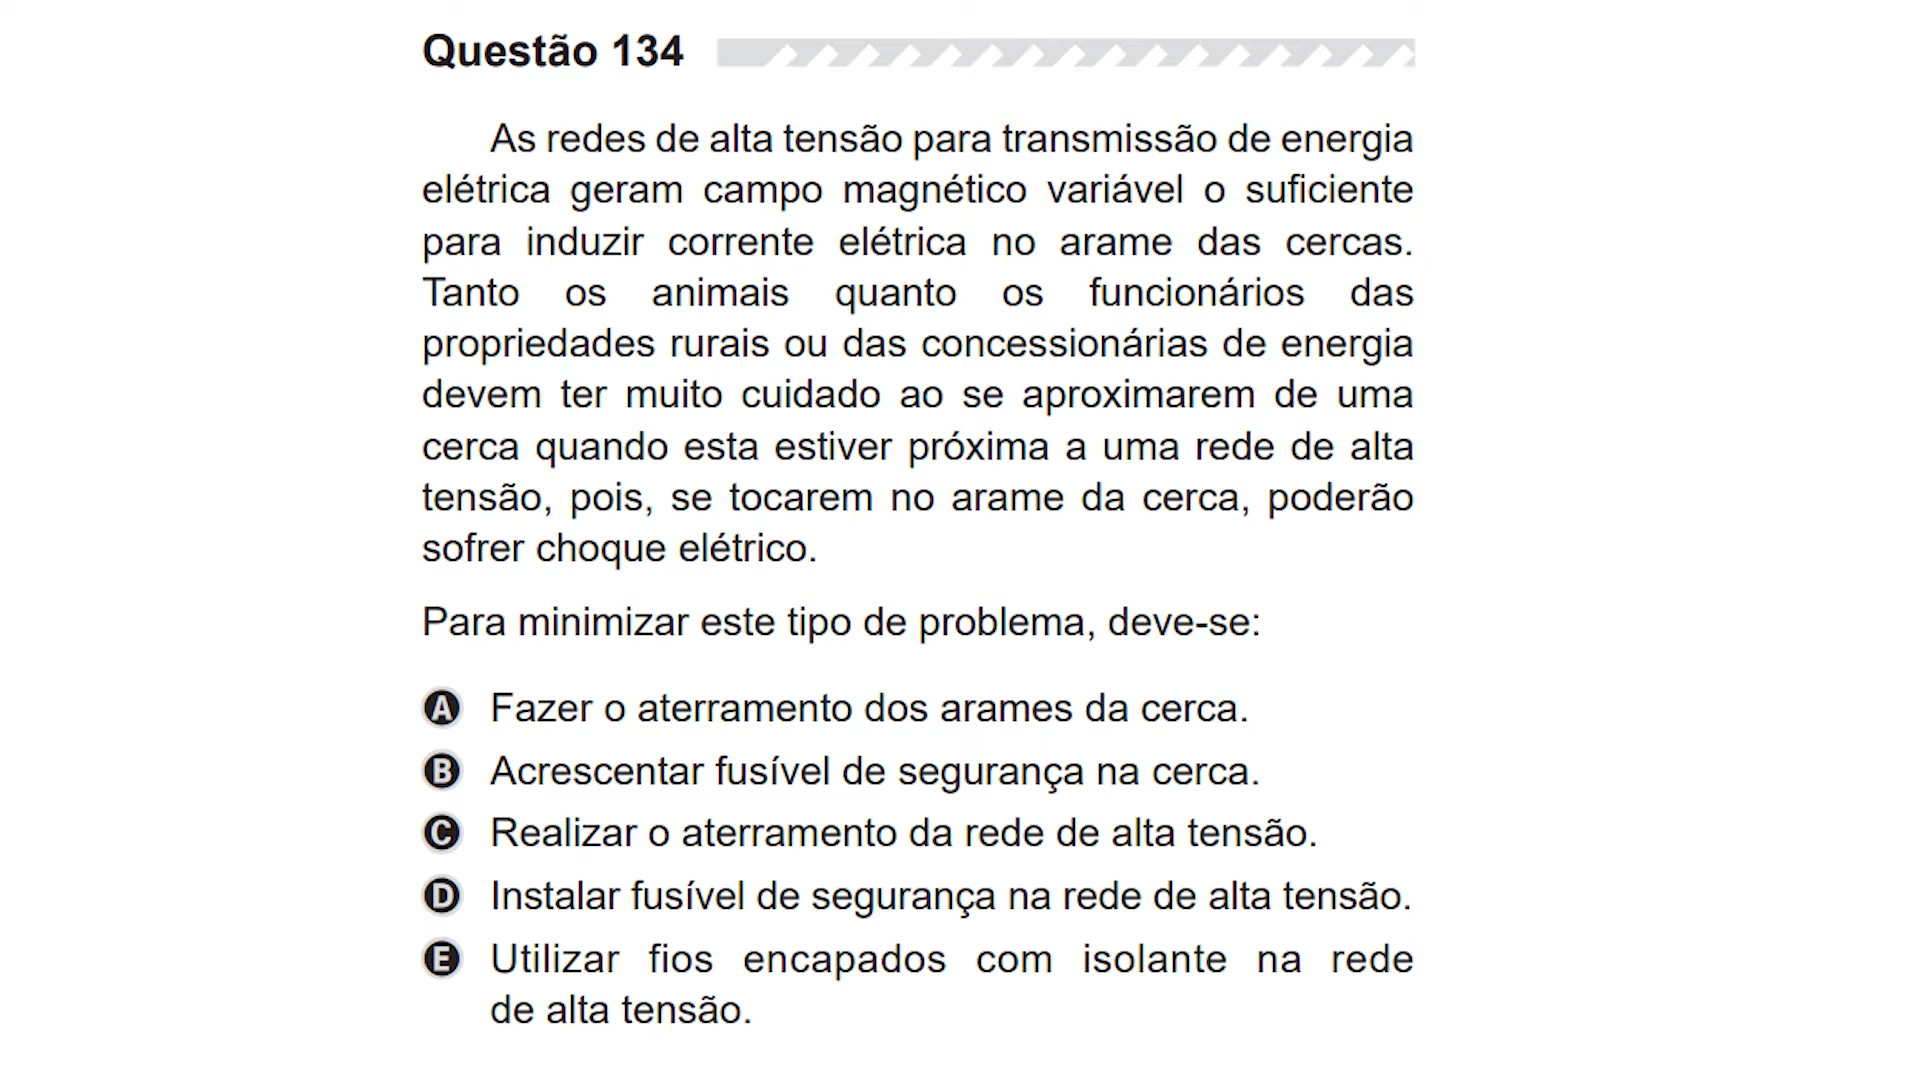 Questão 134
As redes de alta tensão para transmissão de energia
elétrica geram campo magnético variável o suficiente
para induzir corrente elétrica no arame das cercas.
Tanto os animais quanto os funcionários das
propriedades rurais ou das concessionárias de energia
devem ter muito cuidado ao se aproximarem de uma
cerca quando esta estiver próxima a uma rede de alta
tensão, pois, se tocarem no arame da cerca, poderão
sofrer choque elétrico.
Para minimizar este tipo de problema, deve-se:
A Fazer o aterramento dos arames da cerca.
B Acrescentar fusível de segurança na cerca.
C Realizar o aterramento da rede de alta tensão.
D Instalar fusível de segurança na rede de alta tensão.
E Utilizar fios encapados com isolante na rede
de alta tensão.